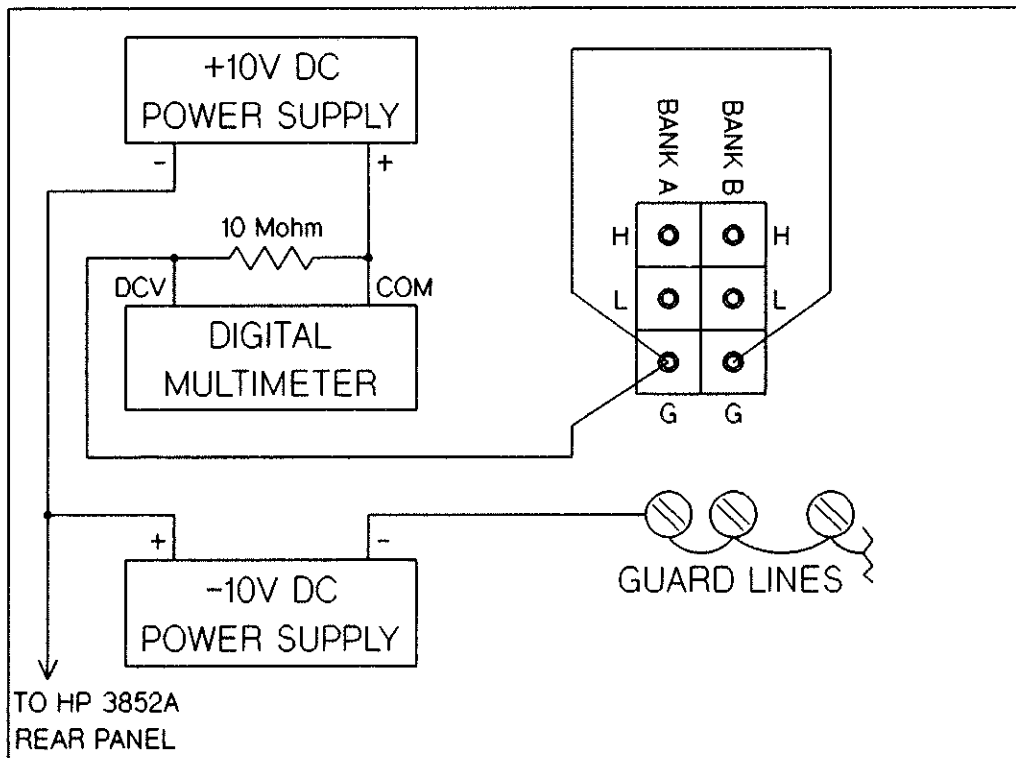 +10V DC
POWER SUPPLY
-
+
10 Mohm
DCV
COM
DIGITAL
MULTIMETER
BANK A
BANK B
H
H
L
L
G
G
+
-
-10V DC
POWER SUPPLY
GUARD LINES
TO HP 3852A
REAR PANEL